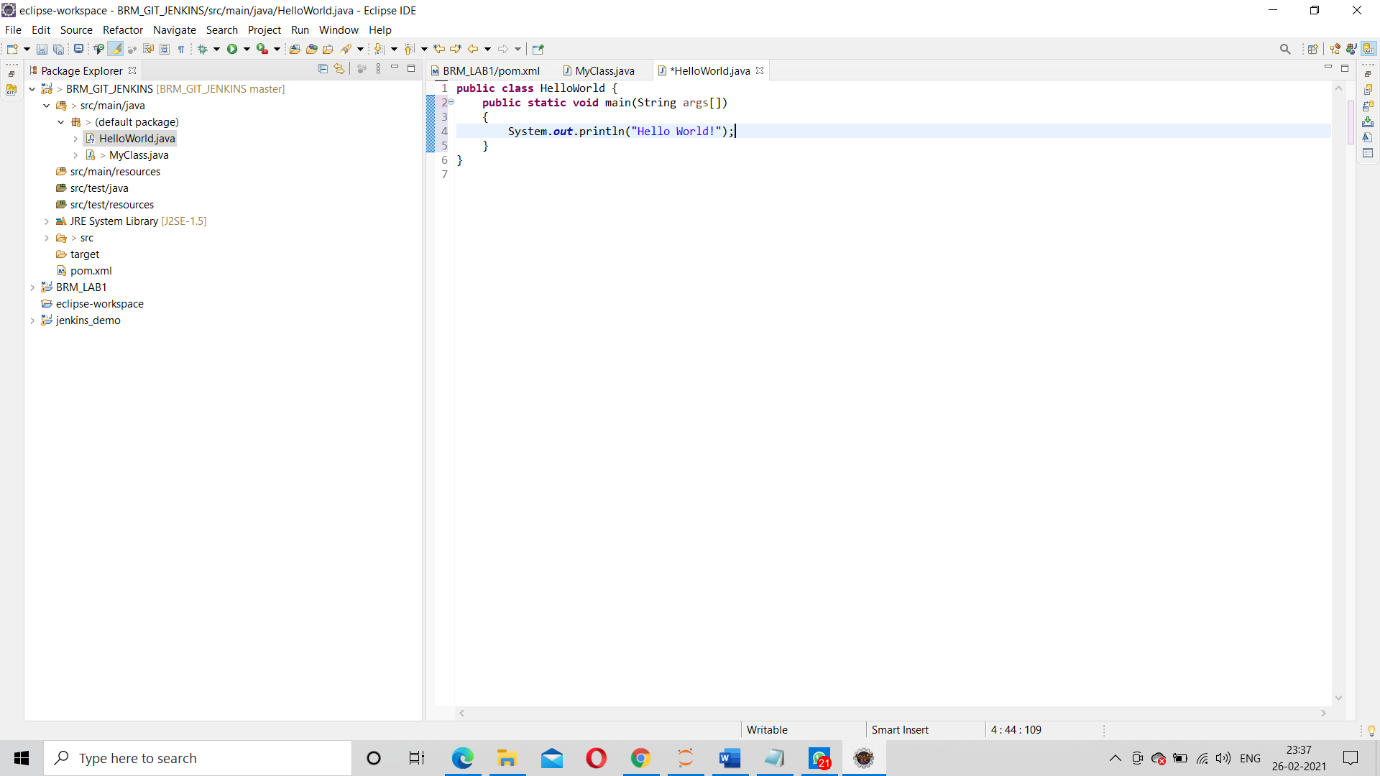 eclipse-workspace - BRM_GIT_JENKINS/src/main/java/HelloWorld.java - Eclipse IDE
File Edit Source Refactor Navigate Search Project Run Window Help
Package Explorer
> BRM_GIT_JENKINS [BRM_GIT_JENKINS master]
> src/main/java
> (default package)
HelloWorld.java
> MyClass.java
src/main/resources
src/test/java
src/test/resources
JRE System Library [J2SE-1.5]
> src
target
pom.xml
BRM_LAB1
eclipse-workspace
jenkins_demo
BRM_LAB1/pom.xml MyClass.java *HelloWorld.java
1 public class HelloWorld {
2 public static void main(String args[])
3 {
4 System.out.println("Hello World!");
5 }
6 }
7
Writable Smart Insert 4 : 44 : 109
Type here to search
21
ENG
23:37
26-02-2021